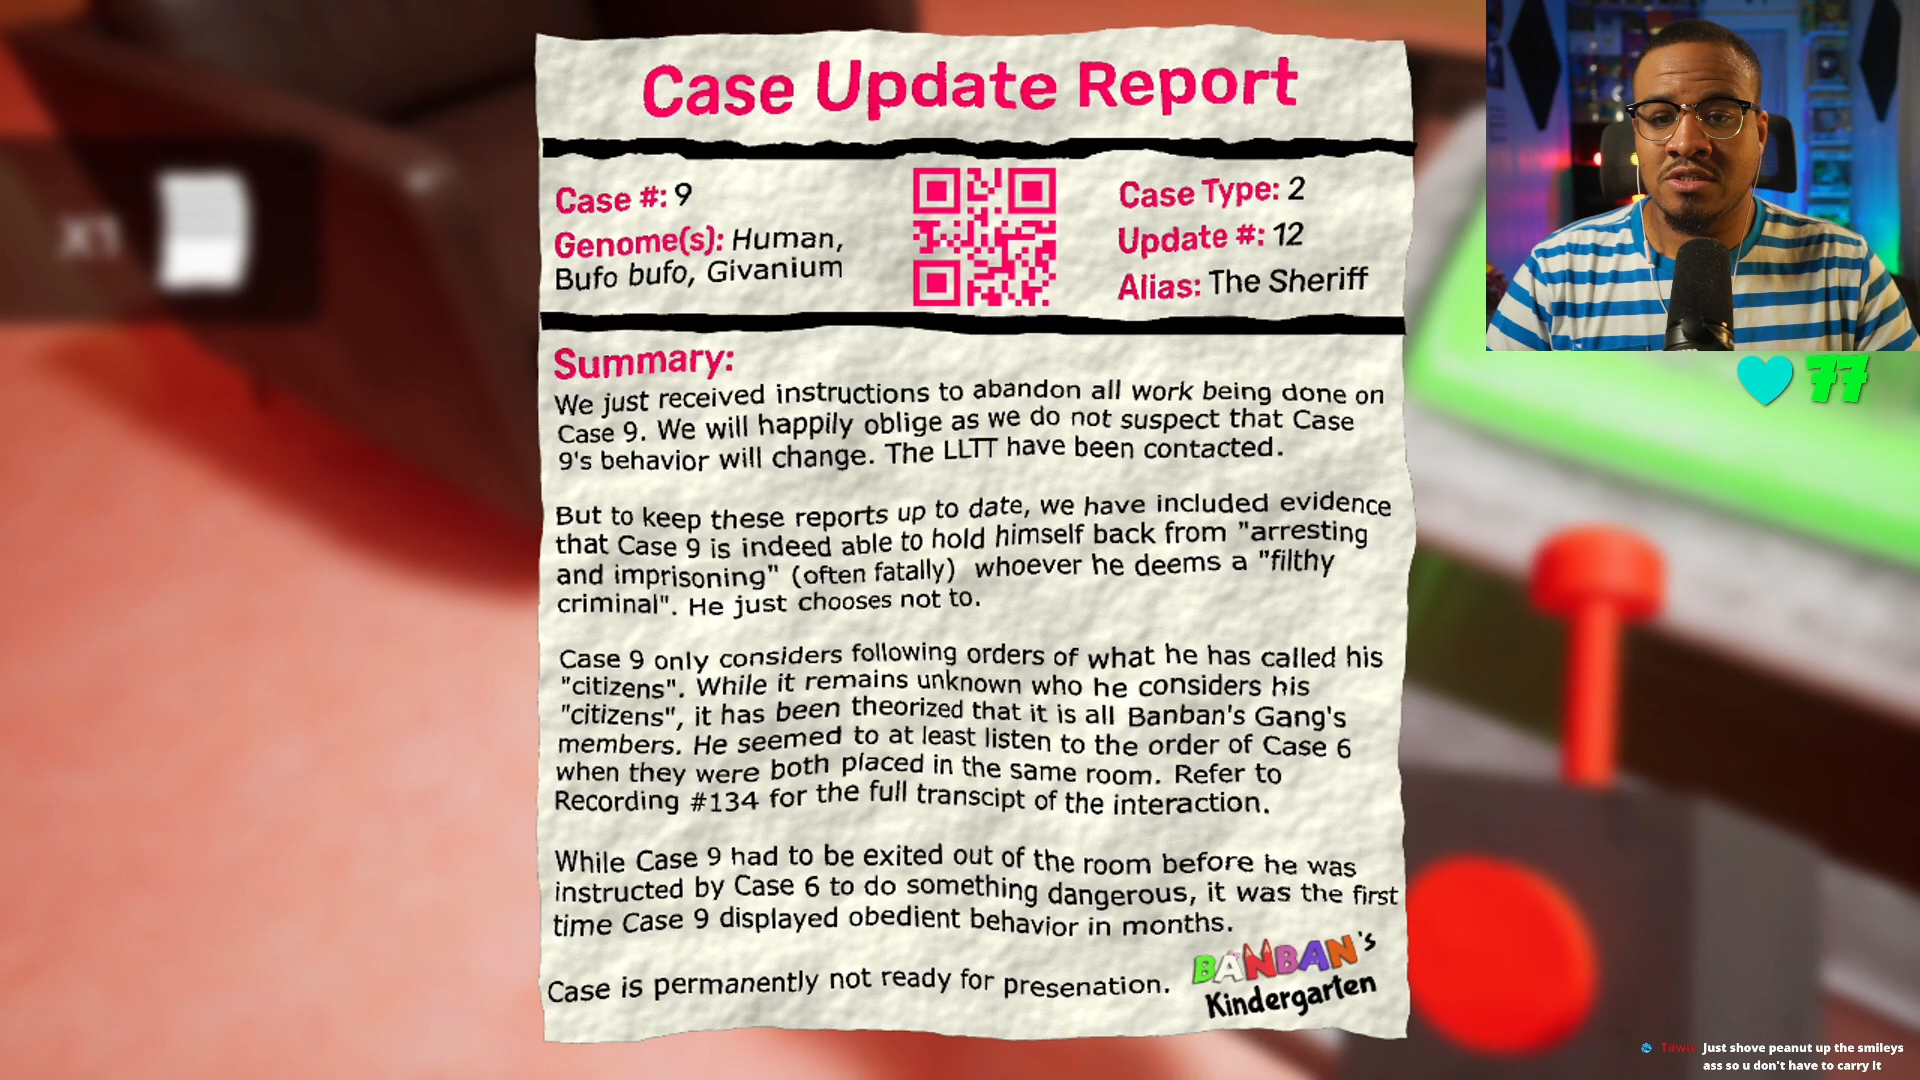 Case Update Report
Case #: 9
Genome(s): Human,
Bufo bufo, Givanium
Case Type: 2
Update #: 12
Alias: The Sheriff
Summary:
We just received instructions to abandon all work being done on
Case 9. We will happily oblige as we do not suspect that Case
9's behavior will change. The LLTT have been contacted.
But to keep these reports up to date, we have included evidence
that Case 9 is indeed able to hold himself back from "arresting
and imprisoning" (often fatally) whoever he deems a "filthy
criminal". He just chooses not to.
Case 9 only considers following orders of what he has called his
"citizens". While it remains unknown who he considers his
"citizens", it has been theorized that it is all Banban's Gang's
members. He seemed to at least listen to the order of Case 6
when they were both placed in the same room. Refer to
Recording #134 for the full transcipt of the interaction.
While Case 9 had to be exited out of the room before he was
instructed by Case 6 to do something dangerous, it was the first
time Case 9 displayed obedient behavior in months.
Case is permanently not ready for presenation.
BANBAN's
Kindergarten
X1
77
Just shove peanut up the smileys
ass so u don't have to carry it